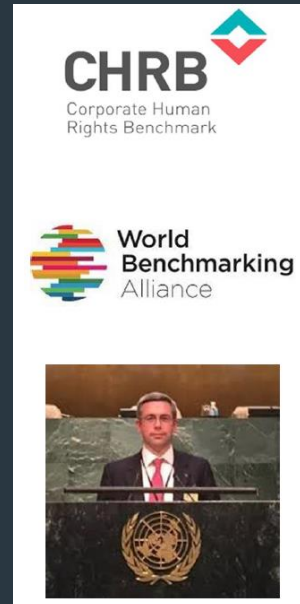 CHRB
Corporate Human
Rights Benchmark
World
Benchmarking
Alliance